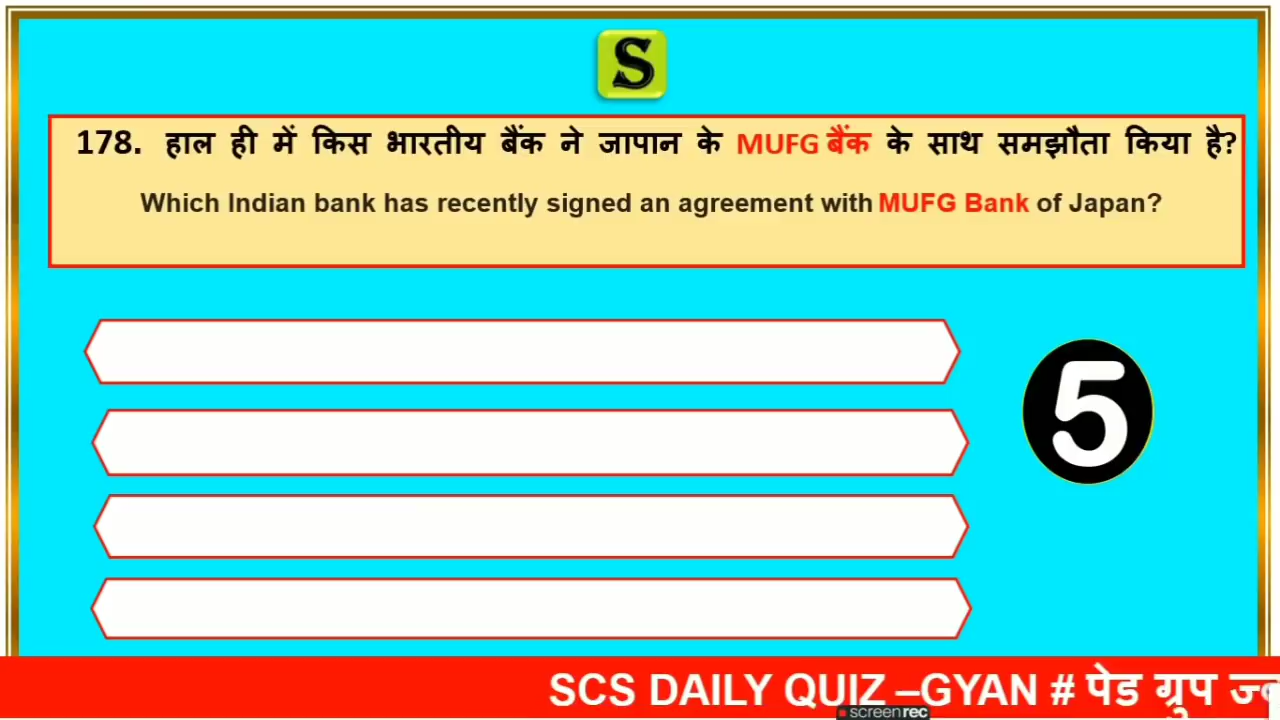 S
178. हाल ही में किस भारतीय बैंक ने जापान के MUFG बैंक के साथ समझौता किया है?
Which Indian bank has recently signed an agreement with MUFG Bank of Japan?
5
SCS DAILY QUIZ –GYAN # पेड ग्रुप
screenrec